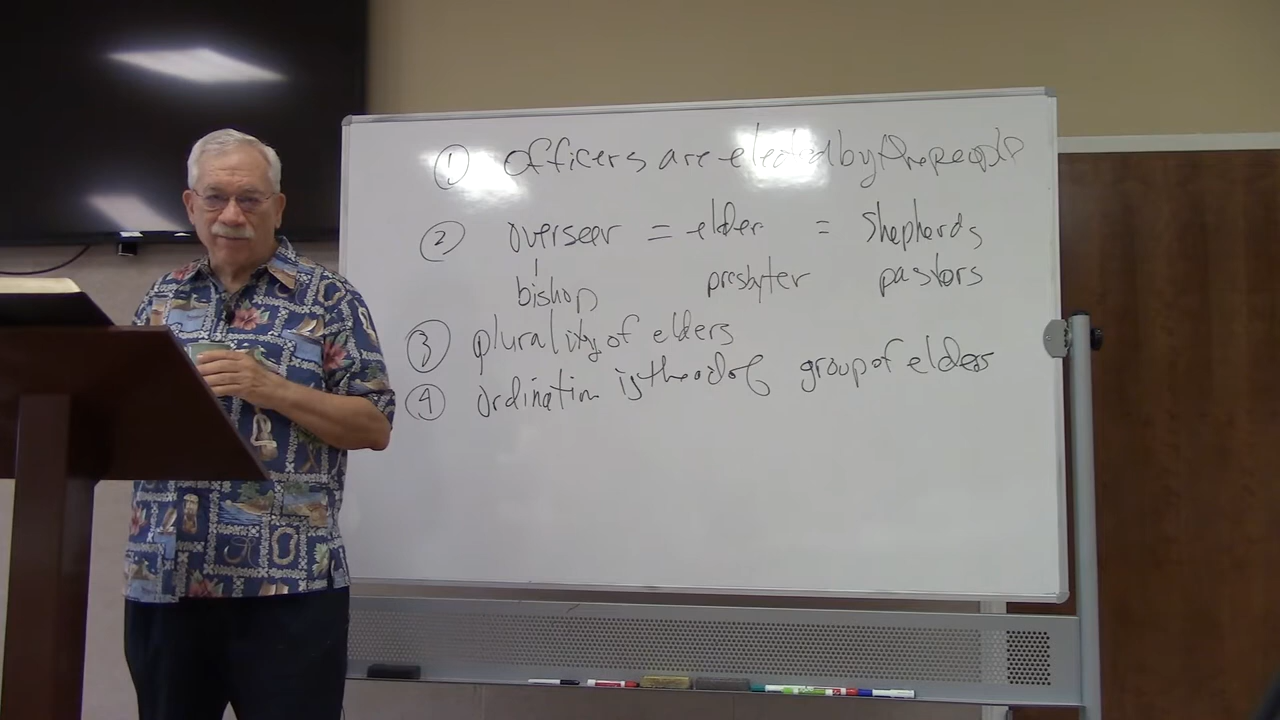 ① Officers are elected by the people
② overseer = elder = shepherds
bishop presbyter pastors
③ plurality of elders
④ ordination is the act of group of elders